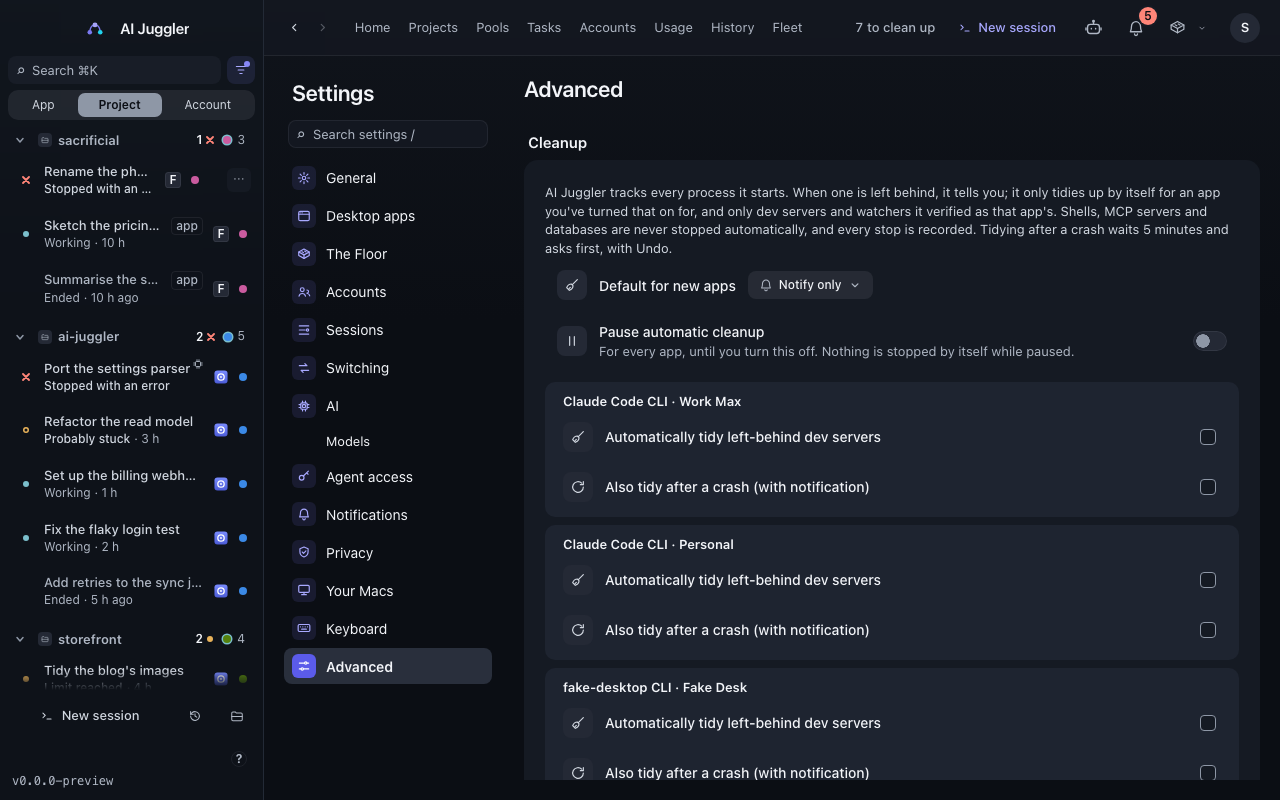 AI Juggler
Search ⌘K
App Project Account
sacrificial 1 3
Rename the ph... F
Stopped with an ...
Sketch the pricin... app F
Working · 10 h
Summarise the s... app F
Ended · 10 h ago
ai-juggler 2 5
Port the settings parser
Stopped with an error
Refactor the read model
Probably stuck · 3 h
Set up the billing webh...
Working · 1 h
Fix the flaky login test
Working · 2 h
Add retries to the sync j...
Ended · 5 h ago
storefront 2 4
Tidy the blog's images
Limit reached · 4 h
New session
?
v0.0.0-preview
Home Projects Pools Tasks Accounts Usage History Fleet
7 to clean up
New session
5
S
Settings
Search settings /
General
Desktop apps
The Floor
Accounts
Sessions
Switching
AI
Models
Agent access
Notifications
Privacy
Your Macs
Keyboard
Advanced
Advanced
Cleanup
AI Juggler tracks every process it starts. When one is left behind, it tells you; it only tidies up by itself for an app
you've turned that on for, and only dev servers and watchers it verified as that app's. Shells, MCP servers and
databases are never stopped automatically, and every stop is recorded. Tidying after a crash waits 5 minutes and
asks first, with Undo.
Default for new apps Notify only
Pause automatic cleanup
For every app, until you turn this off. Nothing is stopped by itself while paused.
Claude Code CLI · Work Max
Automatically tidy left-behind dev servers
Also tidy after a crash (with notification)
Claude Code CLI · Personal
Automatically tidy left-behind dev servers
Also tidy after a crash (with notification)
fake-desktop CLI · Fake Desk
Automatically tidy left-behind dev servers
Also tidy after a crash (with notification)